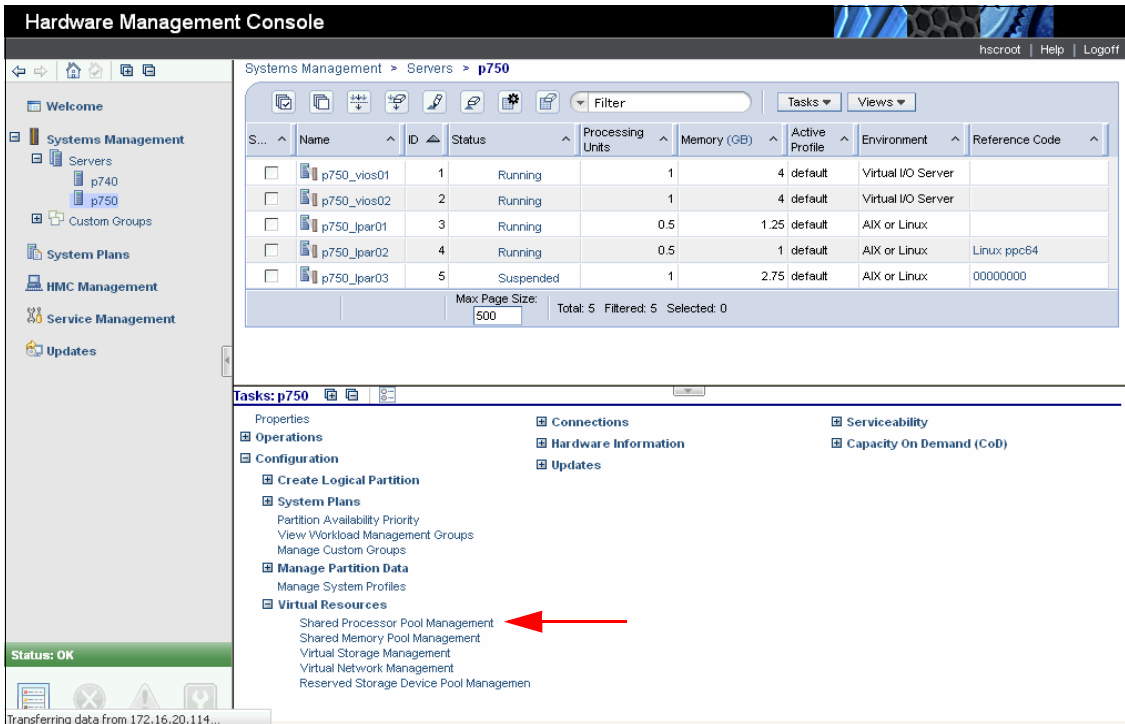 Hardware Management Console
hscroot | Help | Logoff
Welcome
Systems Management
Servers
p740
p750
Custom Groups
System Plans
HMC Management
Service Management
Updates
Status: OK
Transferring data from 172.16.20.114...
Systems Management > Servers > p750
Filter Tasks Views
S... Name ID Status Processing Units Memory (GB) Active Profile Environment Reference Code
p750_vios01 1 Running 1 4 default Virtual I/O Server
p750_vios02 2 Running 1 4 default Virtual I/O Server
p750_lpar01 3 Running 0.5 1.25 default AIX or Linux
p750_lpar02 4 Running 0.5 1 default AIX or Linux Linux ppc64
p750_lpar03 5 Suspended 1 2.75 default AIX or Linux 00000000
Max Page Size:
500 Total: 5 Filtered: 5 Selected: 0
Tasks: p750
Properties
Operations
Configuration
Create Logical Partition
System Plans
Partition Availability Priority
View Workload Management Groups
Manage Custom Groups
Manage Partition Data
Manage System Profiles
Virtual Resources
Shared Processor Pool Management
Shared Memory Pool Management
Virtual Storage Management
Virtual Network Management
Reserved Storage Device Pool Managemen
Connections
Hardware Information
Updates
Serviceability
Capacity On Demand (CoD)